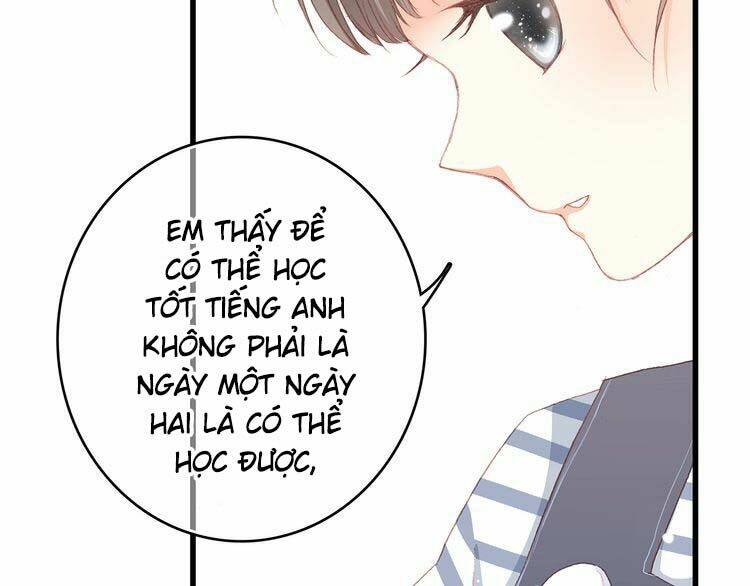 EM THẤY ĐỂ
CÓ THỂ HỌC
TỐT TIẾNG ANH
KHÔNG PHẢI LÀ
NGÀY MỘT NGÀY
HAI LÀ CÓ THỂ
HỌC ĐƯỢC,